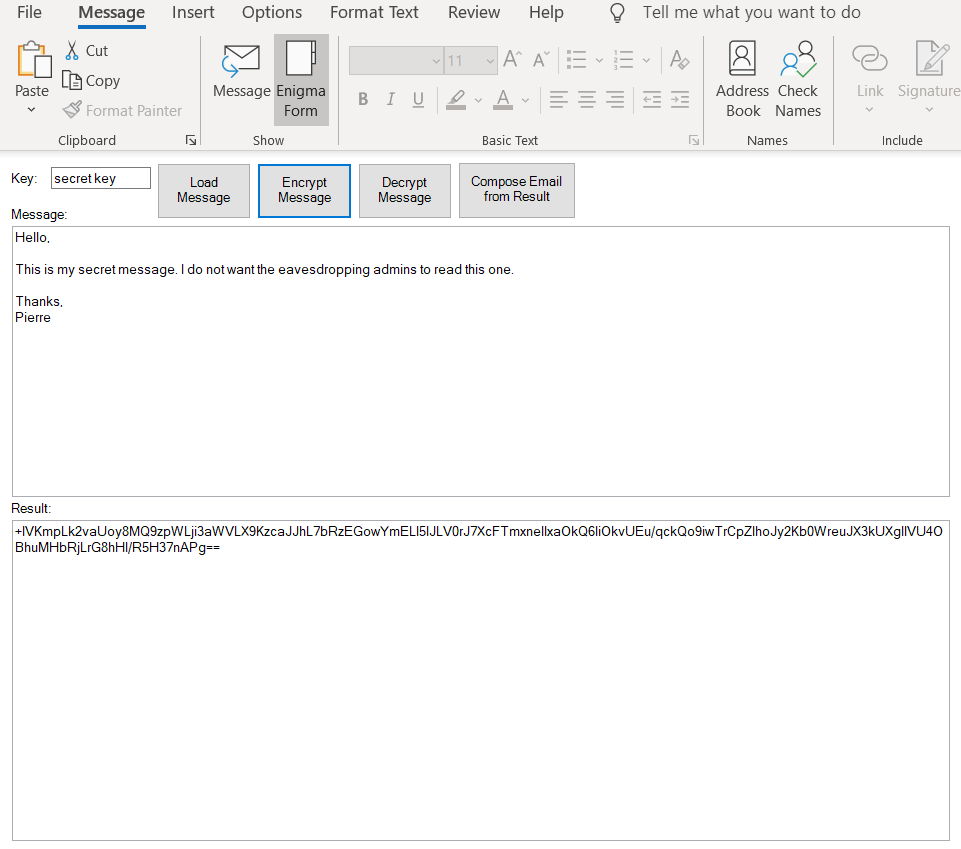 File Message Insert Options Format Text Review Help Tell me what you want to do
Paste
Cut
Copy
Format Painter
Clipboard
Message
Enigma
Form
Show
11
B I U
A
Basic Text
Address
Book
Check
Names
Names
Link
Signature
Include
Key: secret key
Load
Message
Encrypt
Message
Decrypt
Message
Compose Email
from Result
Message:
Hello,
This is my secret message. I do not want the eavesdropping admins to read this one.
Thanks,
Pierre
Result:
+IVKmpLk2vaUoy8MQ9zpWLji3aWVLX9KzcaJJhL7bRzEGowYmELl5lJLV0rJ7XcFTmxnelIxaOkQ6liOkvUEu/qckQo9iwTrCpZIhoJy2Kb0WreuJX3kUXglIVU4O
BhuMHbRjLrG8hHI/R5H37nAPg==